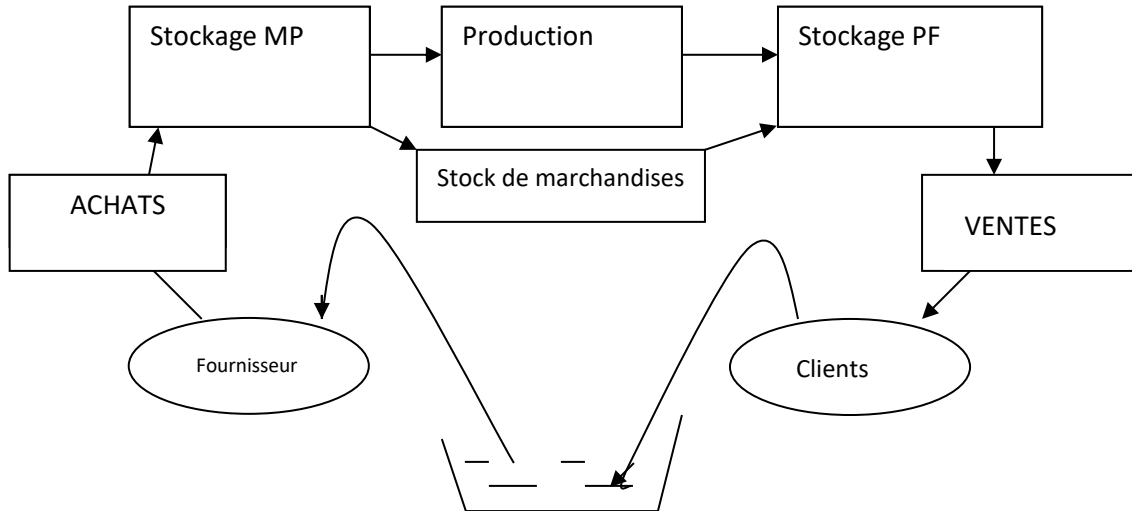 Stockage MP
Production
Stockage PF
Stock de marchandises
ACHATS
VENTES
Fournisseur
Clients